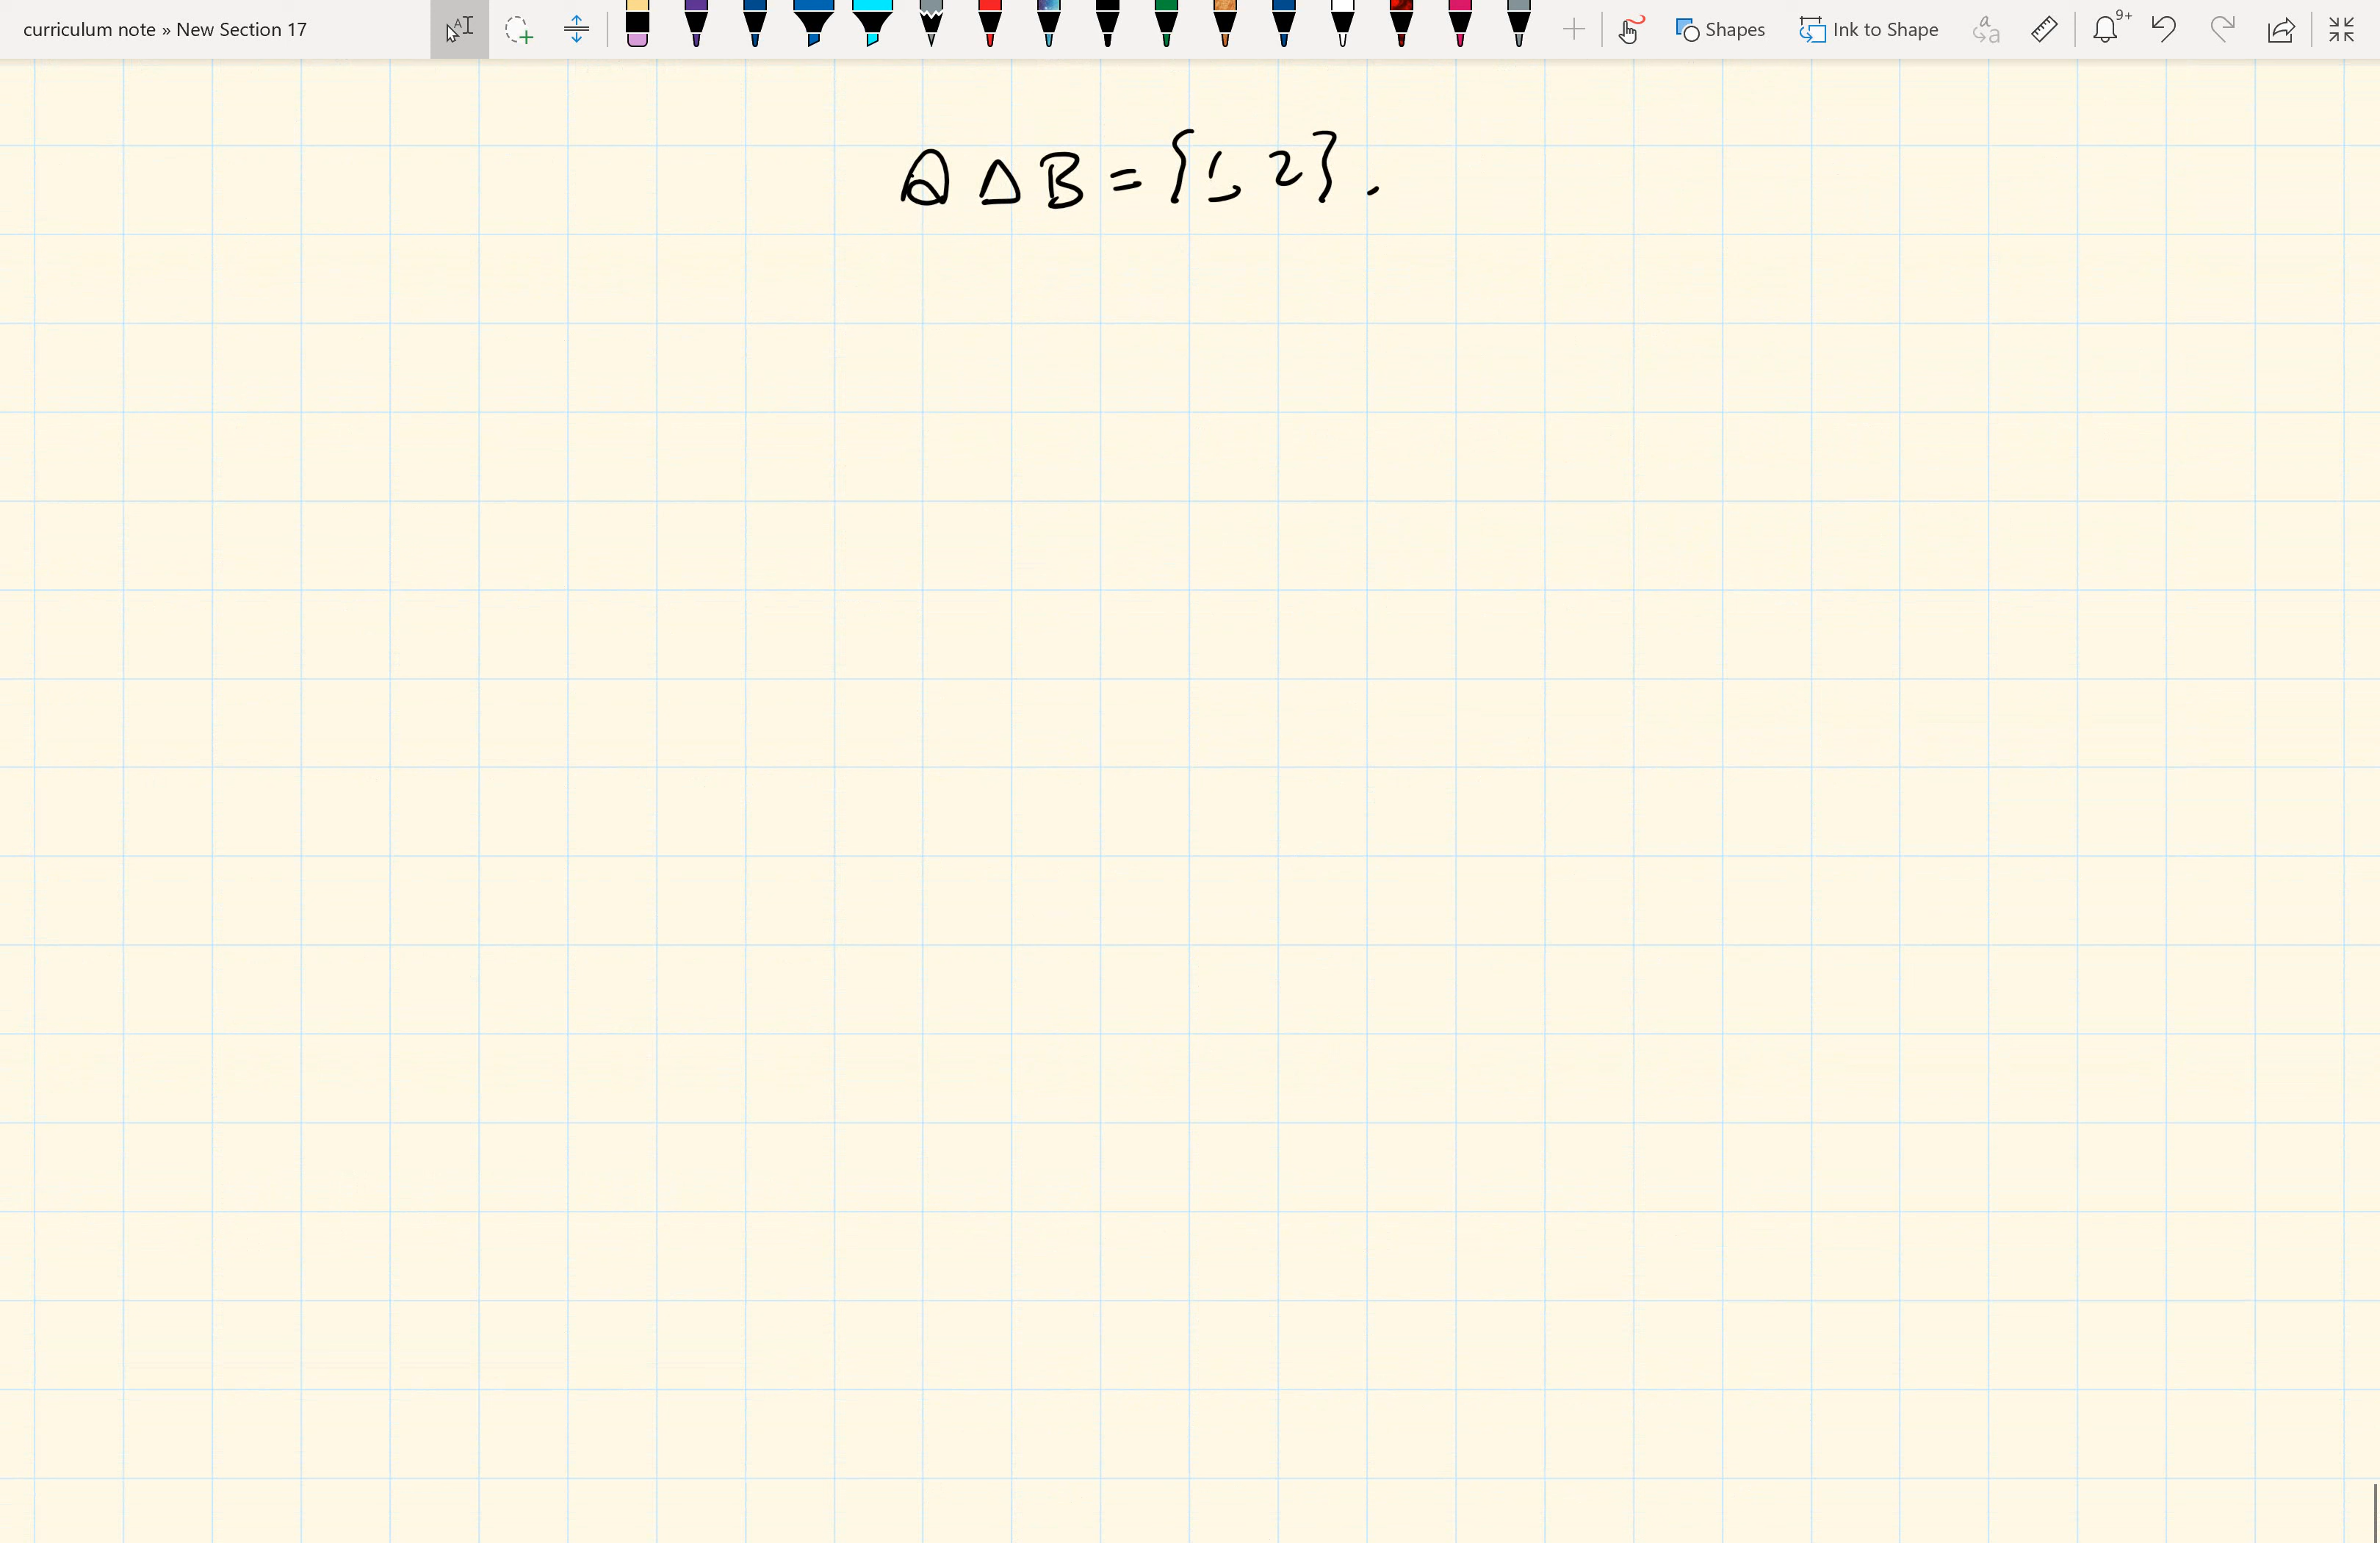 curriculum note » New Section 17
Shapes
Ink to Shape
9+
A Δ B = {1, 2}.